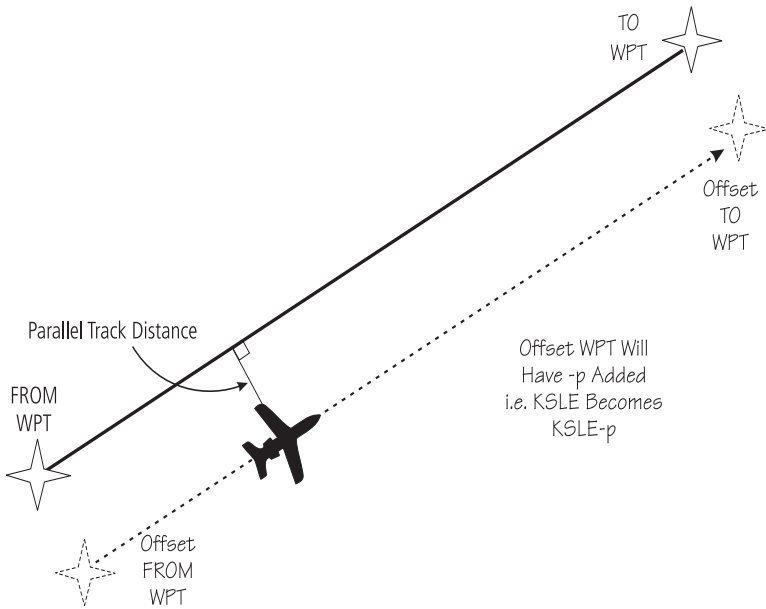 TO
WPT
Offset
TO
WPT
Parallel Track Distance
Offset WPT Will
Have -p Added
i.e. KSLE Becomes
KSLE-p
FROM
WPT
Offset
FROM
WPT